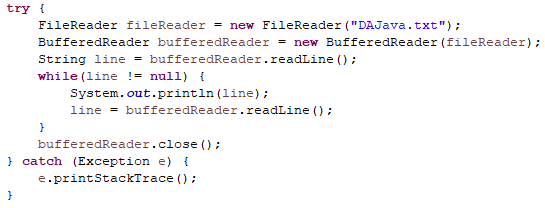 try {
    FileReader fileReader = new FileReader("DAJava.txt");
    BufferedReader bufferedReader = new BufferedReader(fileReader);
    String line = bufferedReader.readLine();
    while(line != null) {
        System.out.println(line);
        line = bufferedReader.readLine();
    }
    bufferedReader.close();
} catch (Exception e) {
    e.printStackTrace();
}